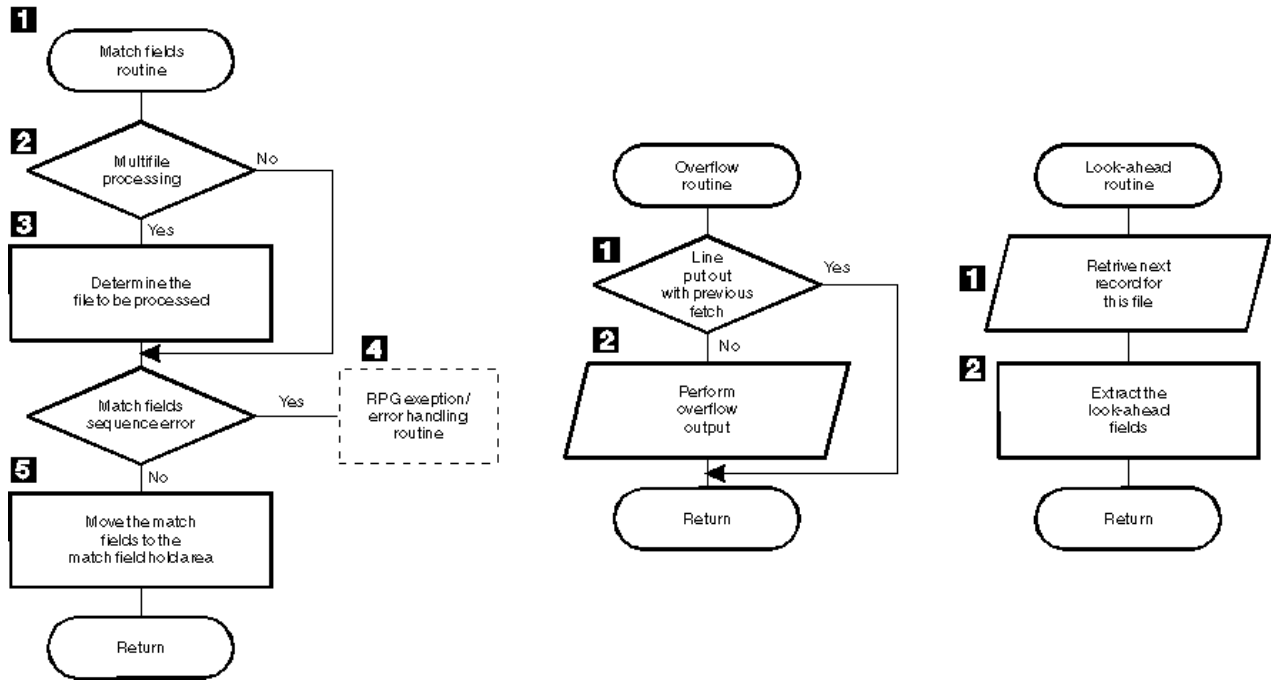 1
Match fields
routine
2
Multifile
processing
No
Yes
3
Determine the
file to be processed
4
Match fields
sequence error
Yes
RPG exeption/
error handling
routine
No
5
Move the match
fields to the
match field hold area
Return
Overflow
routine
1
Line
put out
with previous
fetch
Yes
No
2
Perform
overflow
output
Return
Look-ahead
routine
1
Retrive next
record for
this file
2
Extract the
look-ahead
fields
Return